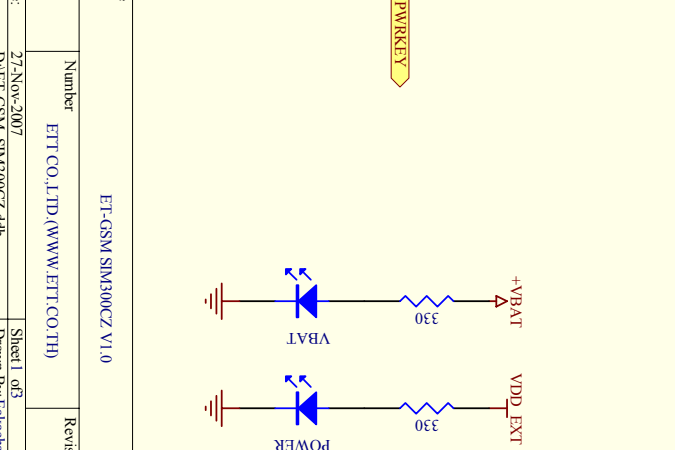 PWRKEY
+VBAT
330
VBAT
VDD_EXT
330
POWER
ET-GSM SIM300CZ V1.0
Number
ETT CO.,LTD.(WWW.ETT.CO.TH)
27-Nov-2007
Sheet 1 of 3